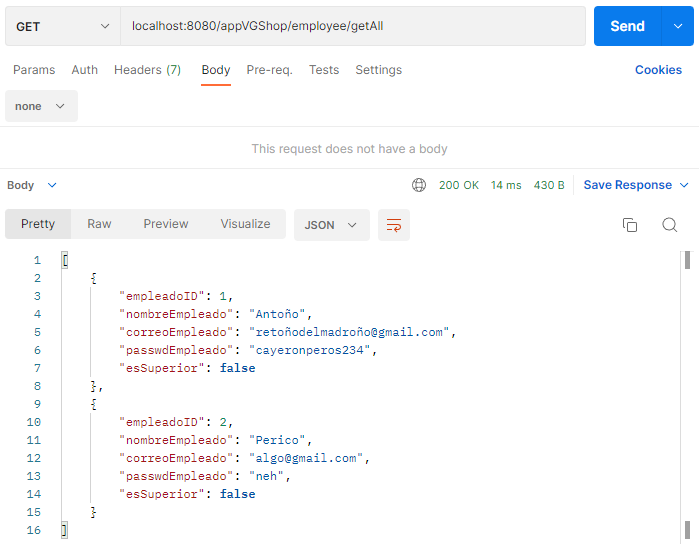 GET localhost:8080/appVGShop/employee/getAll Send
Params Auth Headers (7) Body Pre-req. Tests Settings Cookies
none
This request does not have a body
Body 200 OK 14 ms 430 B Save Response
Pretty Raw Preview Visualize JSON
1 [
2 {
3 "empleadoID": 1,
4 "nombreEmpleado": "Antoño",
5 "correoEmpleado": "retoñodelmadroño@gmail.com",
6 "passwdEmpleado": "cayeronperos234",
7 "esSuperior": false
8 },
9 {
10 "empleadoID": 2,
11 "nombreEmpleado": "Perico",
12 "correoEmpleado": "algo@gmail.com",
13 "passwdEmpleado": "neh",
14 "esSuperior": false
15 }
16 ]